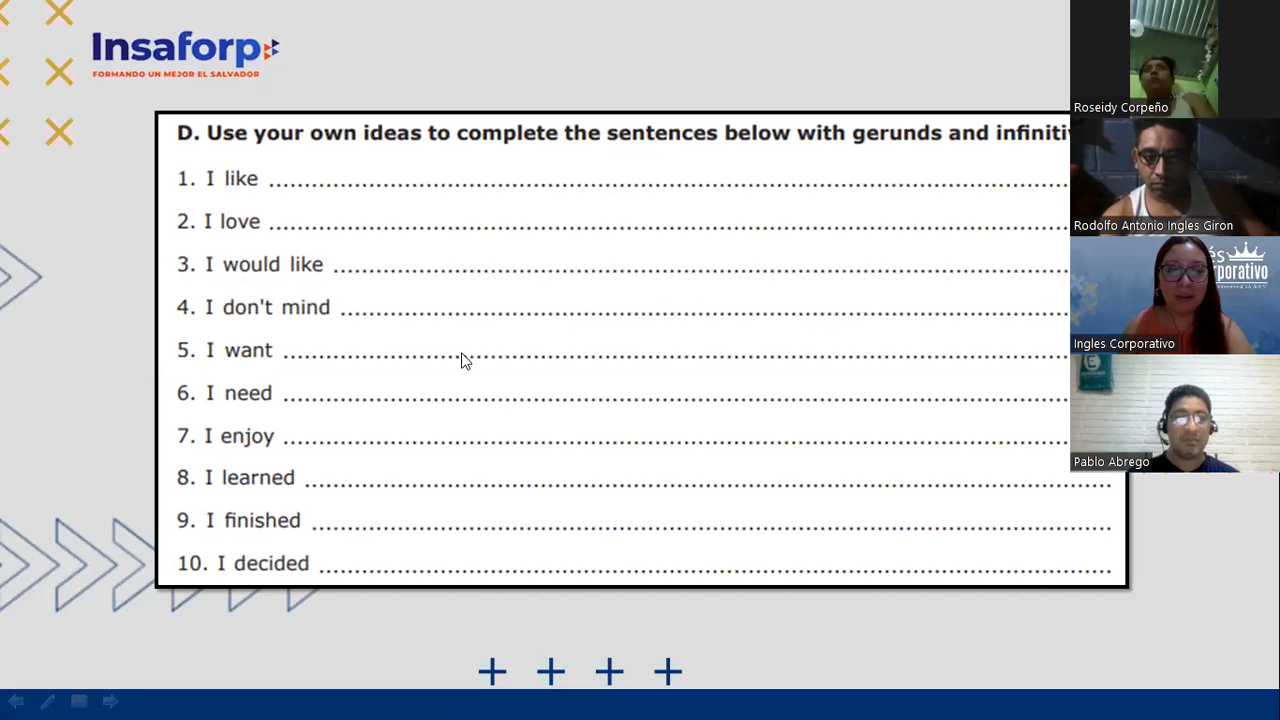 Insaforp
FORMANDO UN MEJOR EL SALVADOR
D. Use your own ideas to complete the sentences below with gerunds and infiniti
1. I like
2. I love
3. I would like
4. I don't mind
5. I want
6. I need
7. I enjoy
8. I learned
9. I finished
10. I decided
Roseidy Corpeño
Rodolfo Antonio Ingles Giron
Ingles Corporativo
Pablo Abrego